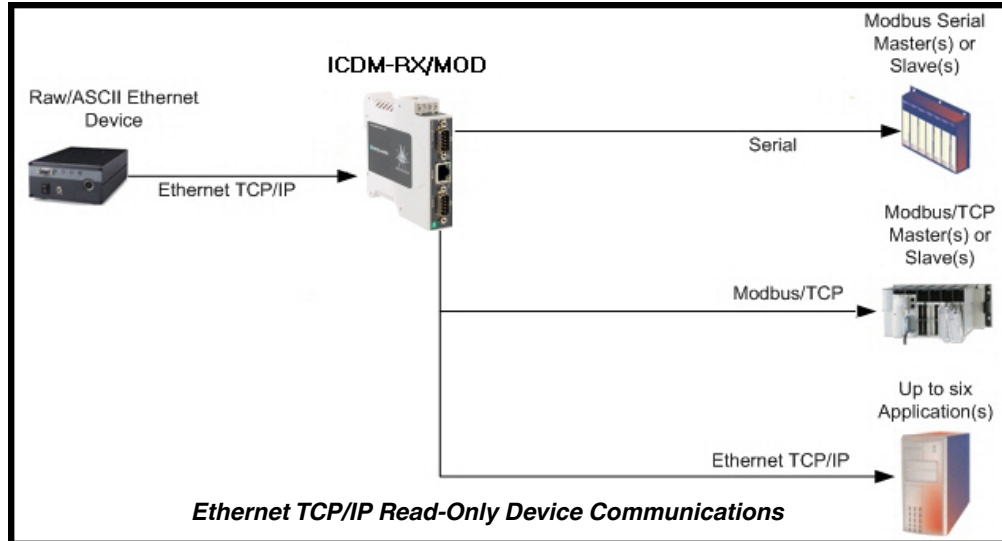 Modbus Serial
Master(s) or
Slave(s)
ICDM-RX/MOD
Raw/ASCII Ethernet
Device
Serial
Ethernet TCP/IP
Modbus/TCP
Master(s) or
Slave(s)
Modbus/TCP
Up to six
Application(s)
Ethernet TCP/IP
Ethernet TCP/IP Read-Only Device Communications